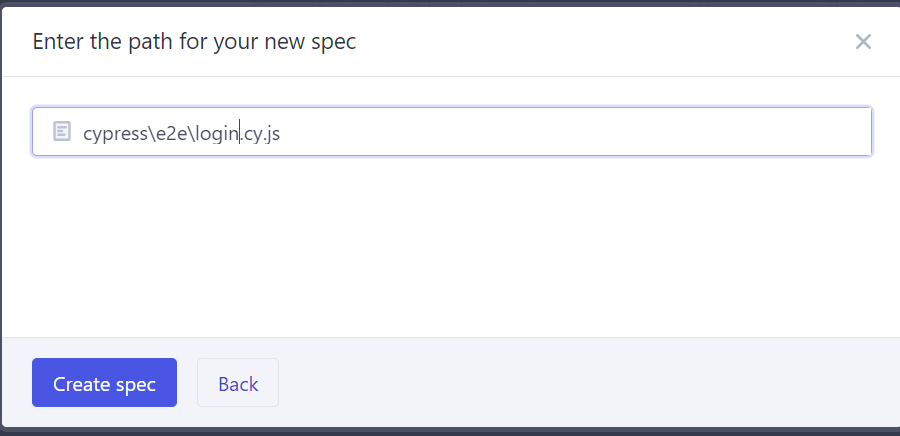 Enter the path for your new spec
cypress\e2e\login.cy.js
Create spec
Back